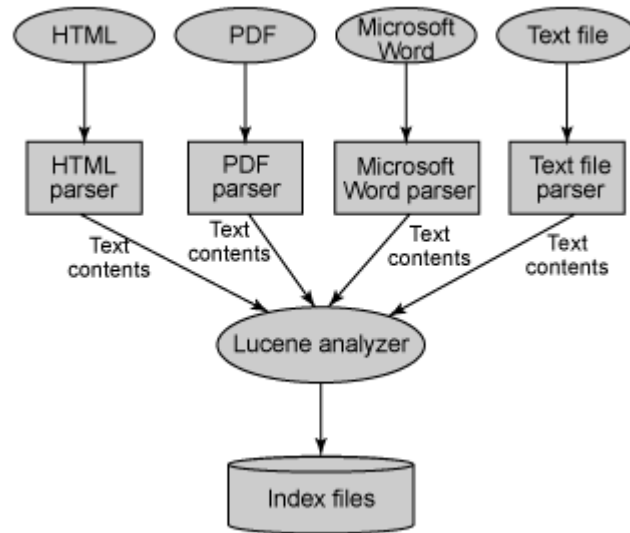 HTML
PDF
Microsoft
Word
Text file
HTML
parser
PDF
parser
Microsoft
Word parser
Text file
parser
Text
contents
Text
contents
Text
contents
Text
contents
Lucene analyzer
Index files